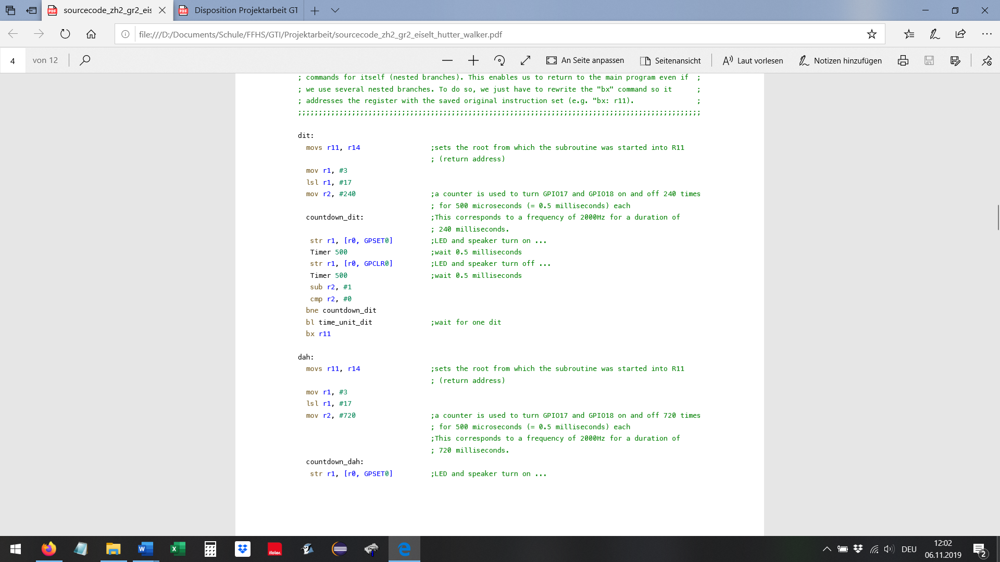 sourcecode_zh2_gr2_eis
Disposition Projektarbeit GT
file:///D:/Documents/Schule/FFHS/GTI/Projektarbeit/sourcecode_zh2_gr2_eiselt_hutter_walker.pdf
4 von 12
An Seite anpassen Seitenansicht Laut vorlesen Notizen hinzufügen
; commands for itself (nested branches). This enables us to return to the main program even if ;
; we use several nested branches. To do so, we just have to rewrite the "bx" command so it ;
; addresses the register with the saved original instruction set (e.g. "bx: r11). ;
;;;;;;;;;;;;;;;;;;;;;;;;;;;;;;;;;;;;;;;;;;;;;;;;;;;;;;;;;;;;;;;;;;;;;;;;;;;;;;;;;;;;;;;;;;;;;;;;;
dit:
movs r11, r14 ;sets the root from which the subroutine was started into R11
; (return address)
mov r1, #3
lsl r1, #17
mov r2, #240 ;a counter is used to turn GPIO17 and GPIO18 on and off 240 times
; for 500 microseconds (= 0.5 milliseconds) each
countdown_dit: ;This corresponds to a frequency of 2000Hz for a duration of
; 240 milliseconds.
str r1, [r0, GPSET0] ;LED and speaker turn on ...
Timer 500 ;wait 0.5 milliseconds
str r1, [r0, GPCLR0] ;LED and speaker turn off ...
Timer 500 ;wait 0.5 milliseconds
sub r2, #1
cmp r2, #0
bne countdown_dit
bl time_unit_dit ;wait for one dit
bx r11
dah:
movs r11, r14 ;sets the root from which the subroutine was started into R11
; (return address)
mov r1, #3
lsl r1, #17
mov r2, #720 ;a counter is used to turn GPIO17 and GPIO18 on and off 720 times
; for 500 microseconds (= 0.5 milliseconds) each
;This corresponds to a frequency of 2000Hz for a duration of
; 720 milliseconds.
countdown_dah:
str r1, [r0, GPSET0] ;LED and speaker turn on ...
ifolor.
DEU
12:02
06.11.2019
2